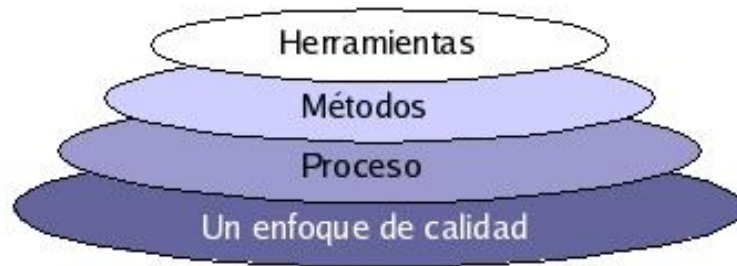 Herramientas
Métodos
Proceso
Un enfoque de calidad